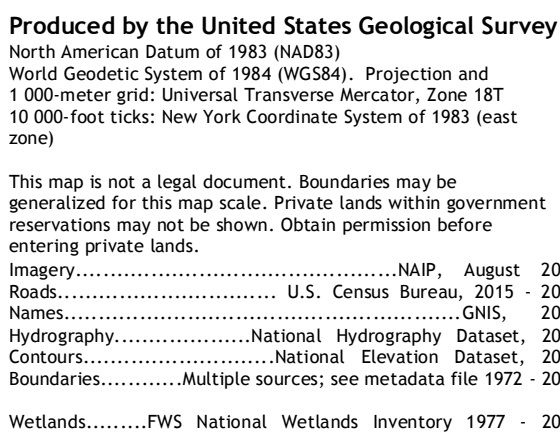 Produced by the United States Geological Survey
North American Datum of 1983 (NAD83)
World Geodetic System of 1984 (WGS84).  Projection and
1 000-meter grid: Universal Transverse Mercator, Zone 18T
10 000-foot ticks: New York Coordinate System of 1983 (east
zone)
This map is not a legal document. Boundaries may be
generalized for this map scale. Private lands within government
reservations may not be shown. Obtain permission before
entering private lands.
Imagery..............................................NAIP, August 20
Roads............................... U.S. Census Bureau, 2015 - 20
Names........................................................GNIS, 20
Hydrography...................National Hydrography Dataset, 20
Contours...........................National Elevation Dataset, 20
Boundaries............Multiple sources; see metadata file 1972 - 20
Wetlands.........FWS National Wetlands Inventory 1977 - 20